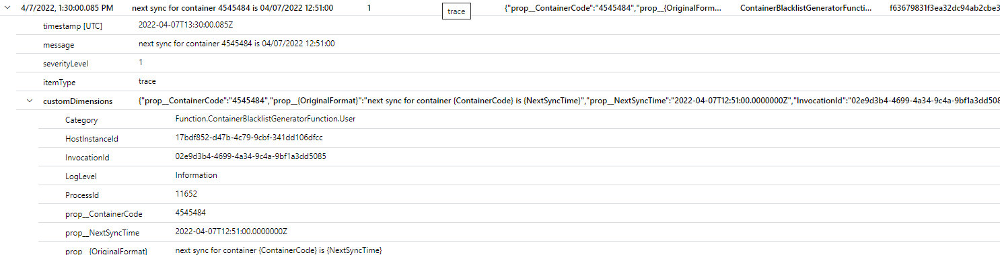 4/7/2022, 1:30:00.085 PM next sync for container 4545484 is 04/07/2022 12:51:00 1 trace {"prop__ContainerCode":"4545484","prop__{OriginalForm... ContainerBlacklistGeneratorFuncti... f63679831f3ea32dc94ab2cbe3
timestamp [UTC] 2022-04-07T13:30:00.085Z
message next sync for container 4545484 is 04/07/2022 12:51:00
severityLevel 1
itemType trace
customDimensions {"prop__ContainerCode":"4545484","prop__{OriginalFormat}":"next sync for container {ContainerCode} is {NextSyncTime}","prop__NextSyncTime":"2022-04-07T12:51:00.0000000Z","InvocationId":"02e9d3b4-4699-4a34-9c4a-9bf1a3dd508
Category Function.ContainerBlacklistGeneratorFunction.User
HostInstanceId 17bdf852-d47b-4c79-9cbf-341dd106dfcc
InvocationId 02e9d3b4-4699-4a34-9c4a-9bf1a3dd5085
LogLevel Information
ProcessId 11652
prop__ContainerCode 4545484
prop__NextSyncTime 2022-04-07T12:51:00.0000000Z
prop__{OriginalFormat} next sync for container {ContainerCode} is {NextSyncTime}